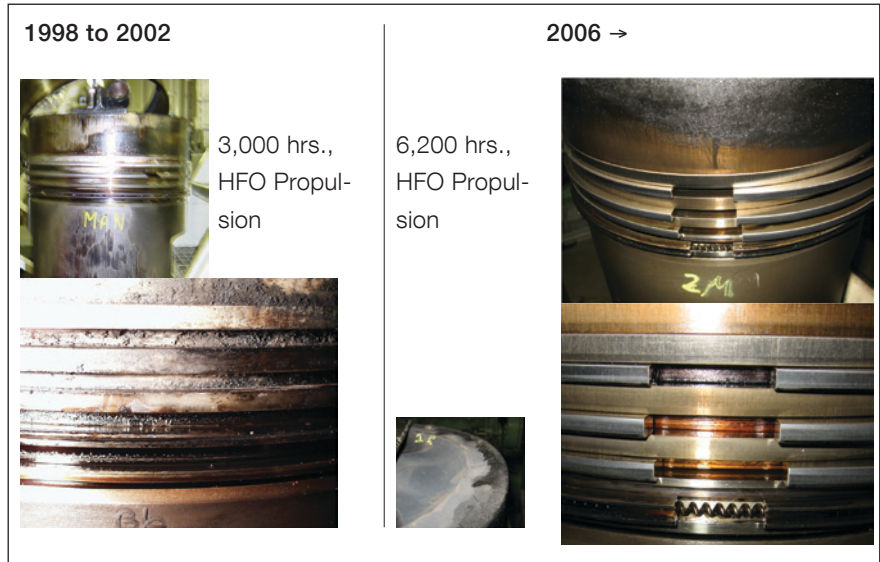 1998 to 2002
2006 →
3,000 hrs.,
HFO Propul-
sion
6,200 hrs.,
HFO Propul-
sion
MAN